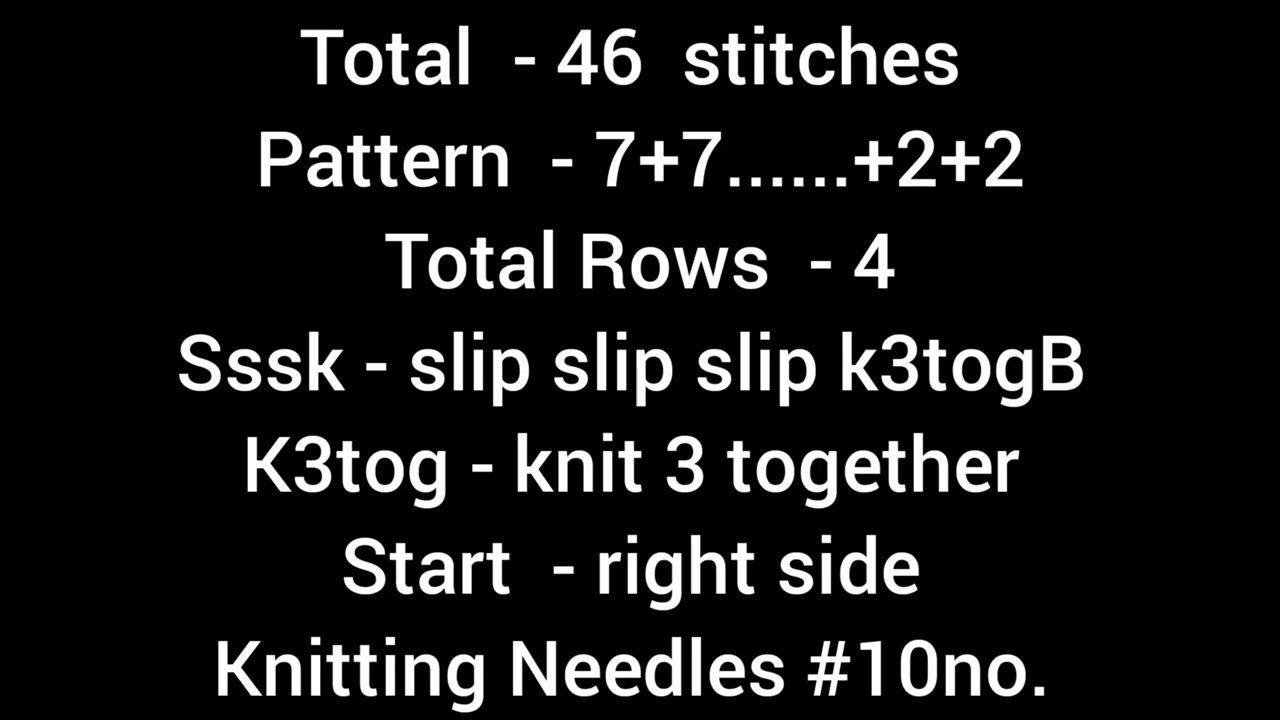 Total - 46 stitches
Pattern - 7+7......+2+2
Total Rows - 4
Sssk - slip slip slip k3togB
K3tog - knit 3 together
Start - right side
Knitting Needles #10no.